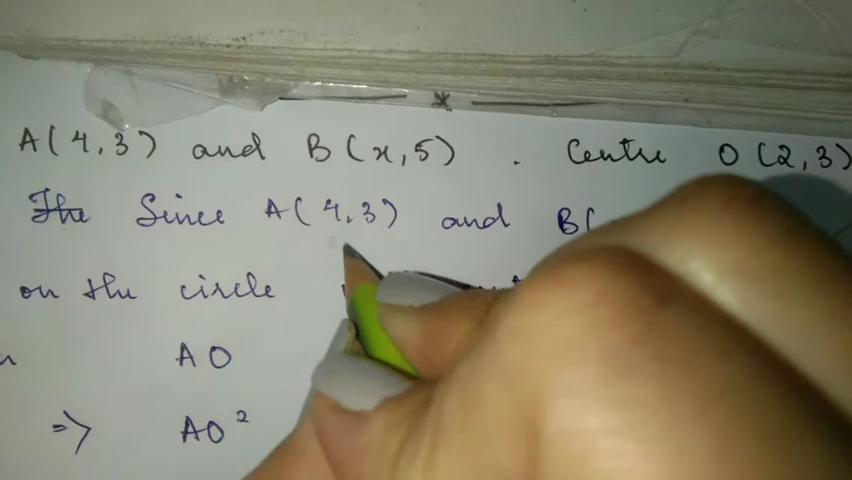 A(4,3) and B(x,5) . Centre O(2,3)
The Since A(4,3) and B(
on the circle
AO
=> AO²